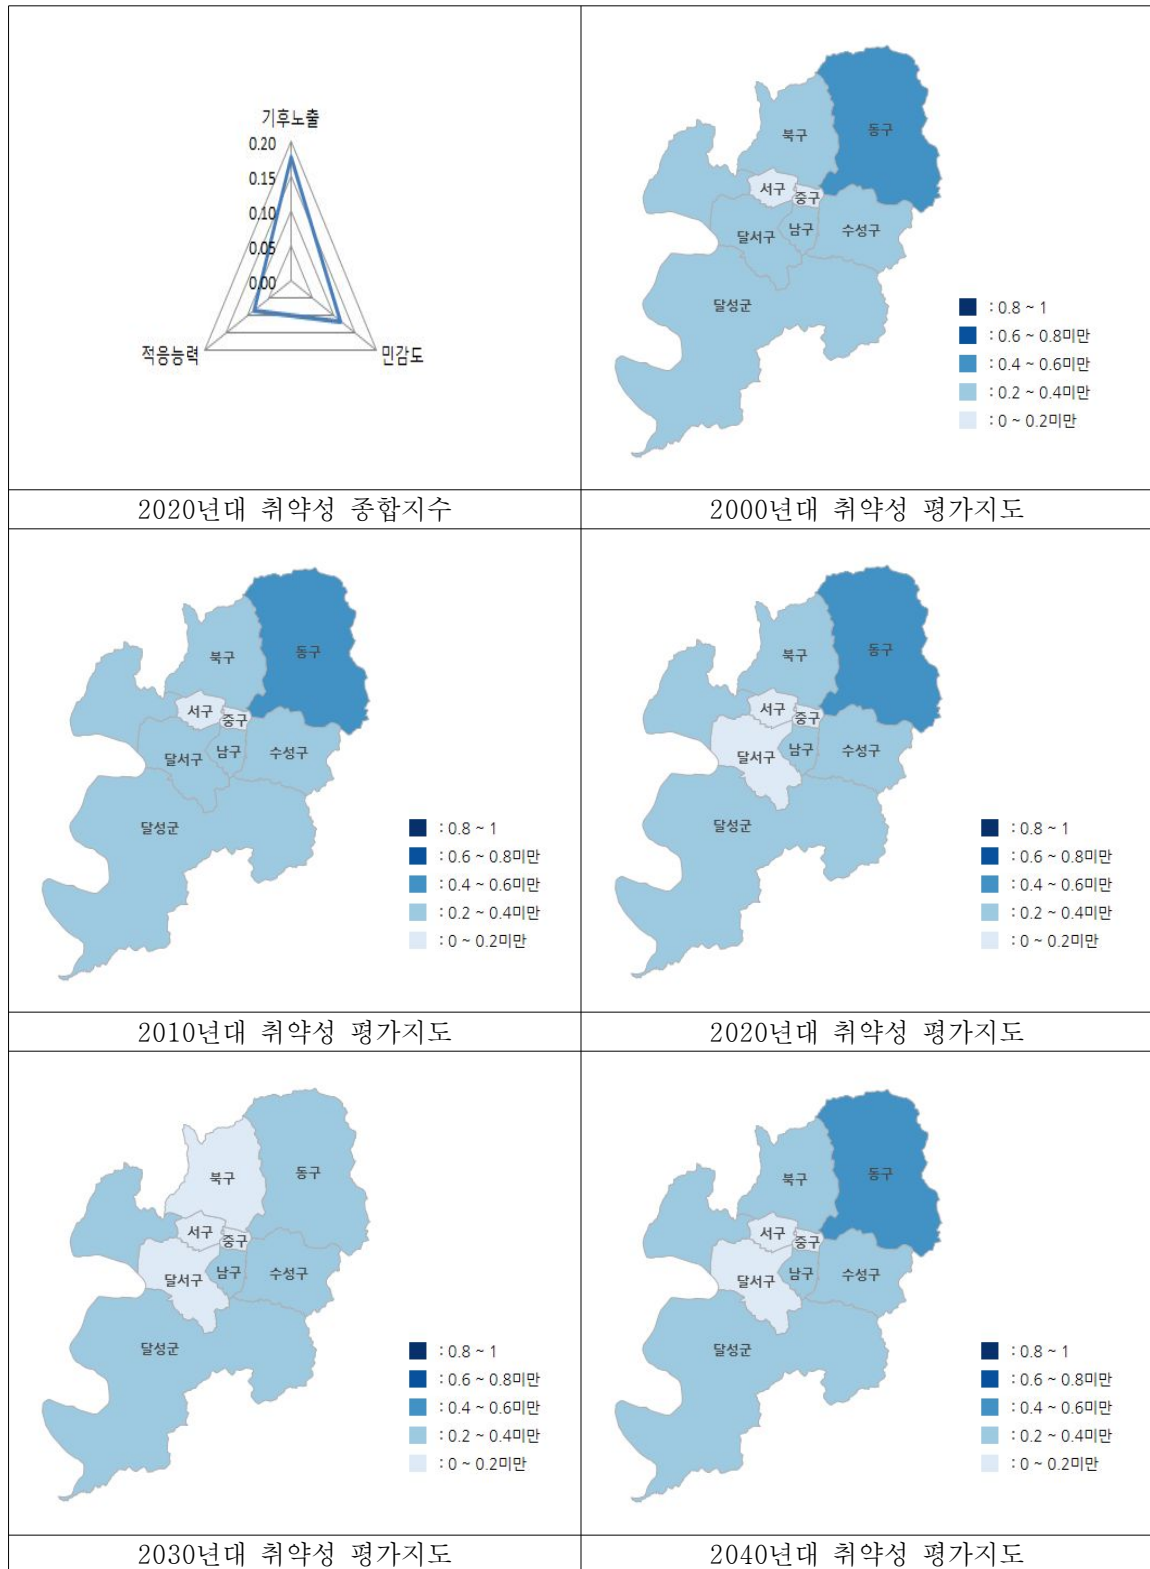 기후노출
0.20
0.15
0.10
0.05
0.00
적응능력
민감도
2020년대 취약성 종합지수
북구
동구
서구
중구
달서구
남구
수성구
달성군
: 0.8 ~ 1
: 0.6 ~ 0.8미만
: 0.4 ~ 0.6미만
: 0.2 ~ 0.4미만
: 0 ~ 0.2미만
2000년대 취약성 평가지도
북구
동구
서구
중구
달서구
남구
수성구
달성군
: 0.8 ~ 1
: 0.6 ~ 0.8미만
: 0.4 ~ 0.6미만
: 0.2 ~ 0.4미만
: 0 ~ 0.2미만
2010년대 취약성 평가지도
북구
동구
서구
중구
달서구
남구
수성구
달성군
: 0.8 ~ 1
: 0.6 ~ 0.8미만
: 0.4 ~ 0.6미만
: 0.2 ~ 0.4미만
: 0 ~ 0.2미만
2020년대 취약성 평가지도
북구
동구
서구
중구
달서구
남구
수성구
달성군
: 0.8 ~ 1
: 0.6 ~ 0.8미만
: 0.4 ~ 0.6미만
: 0.2 ~ 0.4미만
: 0 ~ 0.2미만
2030년대 취약성 평가지도
북구
동구
서구
중구
달서구
남구
수성구
달성군
: 0.8 ~ 1
: 0.6 ~ 0.8미만
: 0.4 ~ 0.6미만
: 0.2 ~ 0.4미만
: 0 ~ 0.2미만
2040년대 취약성 평가지도